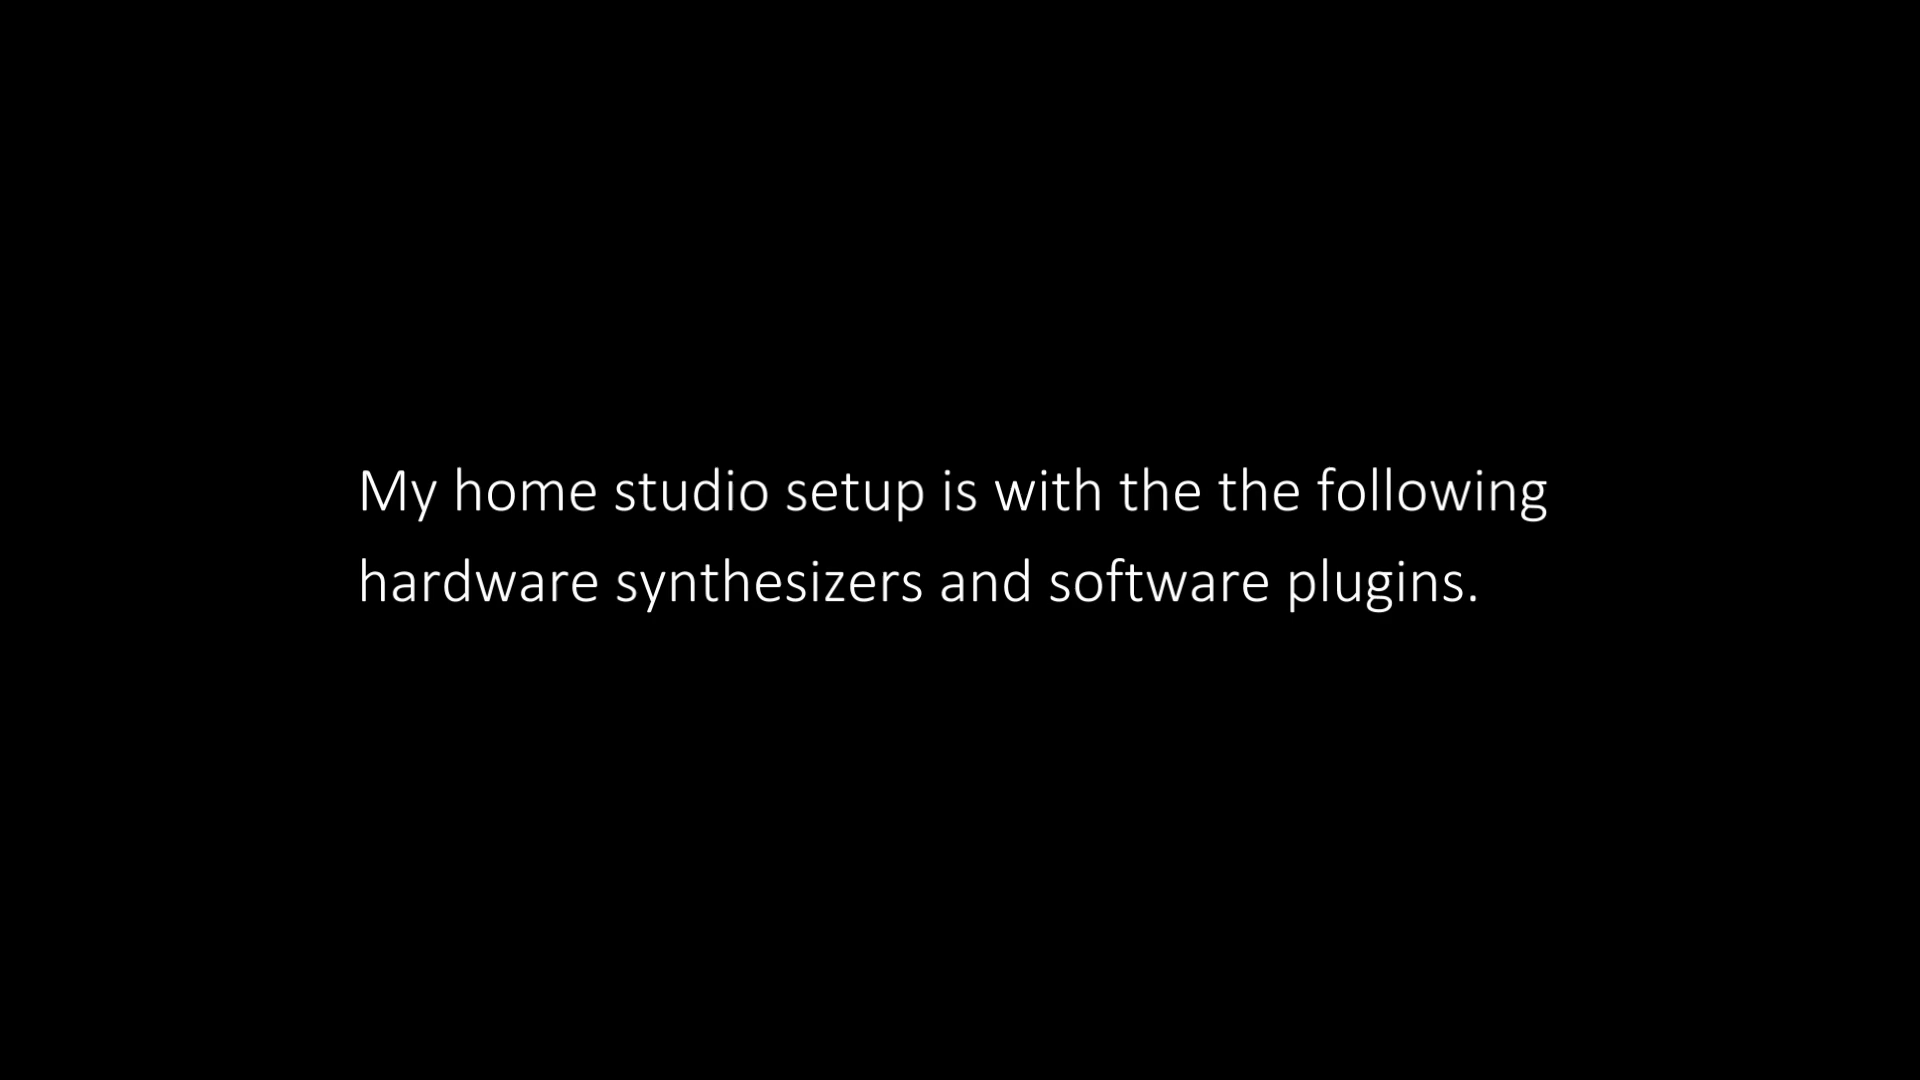 My home studio setup is with the the following
hardware synthesizers and software plugins.